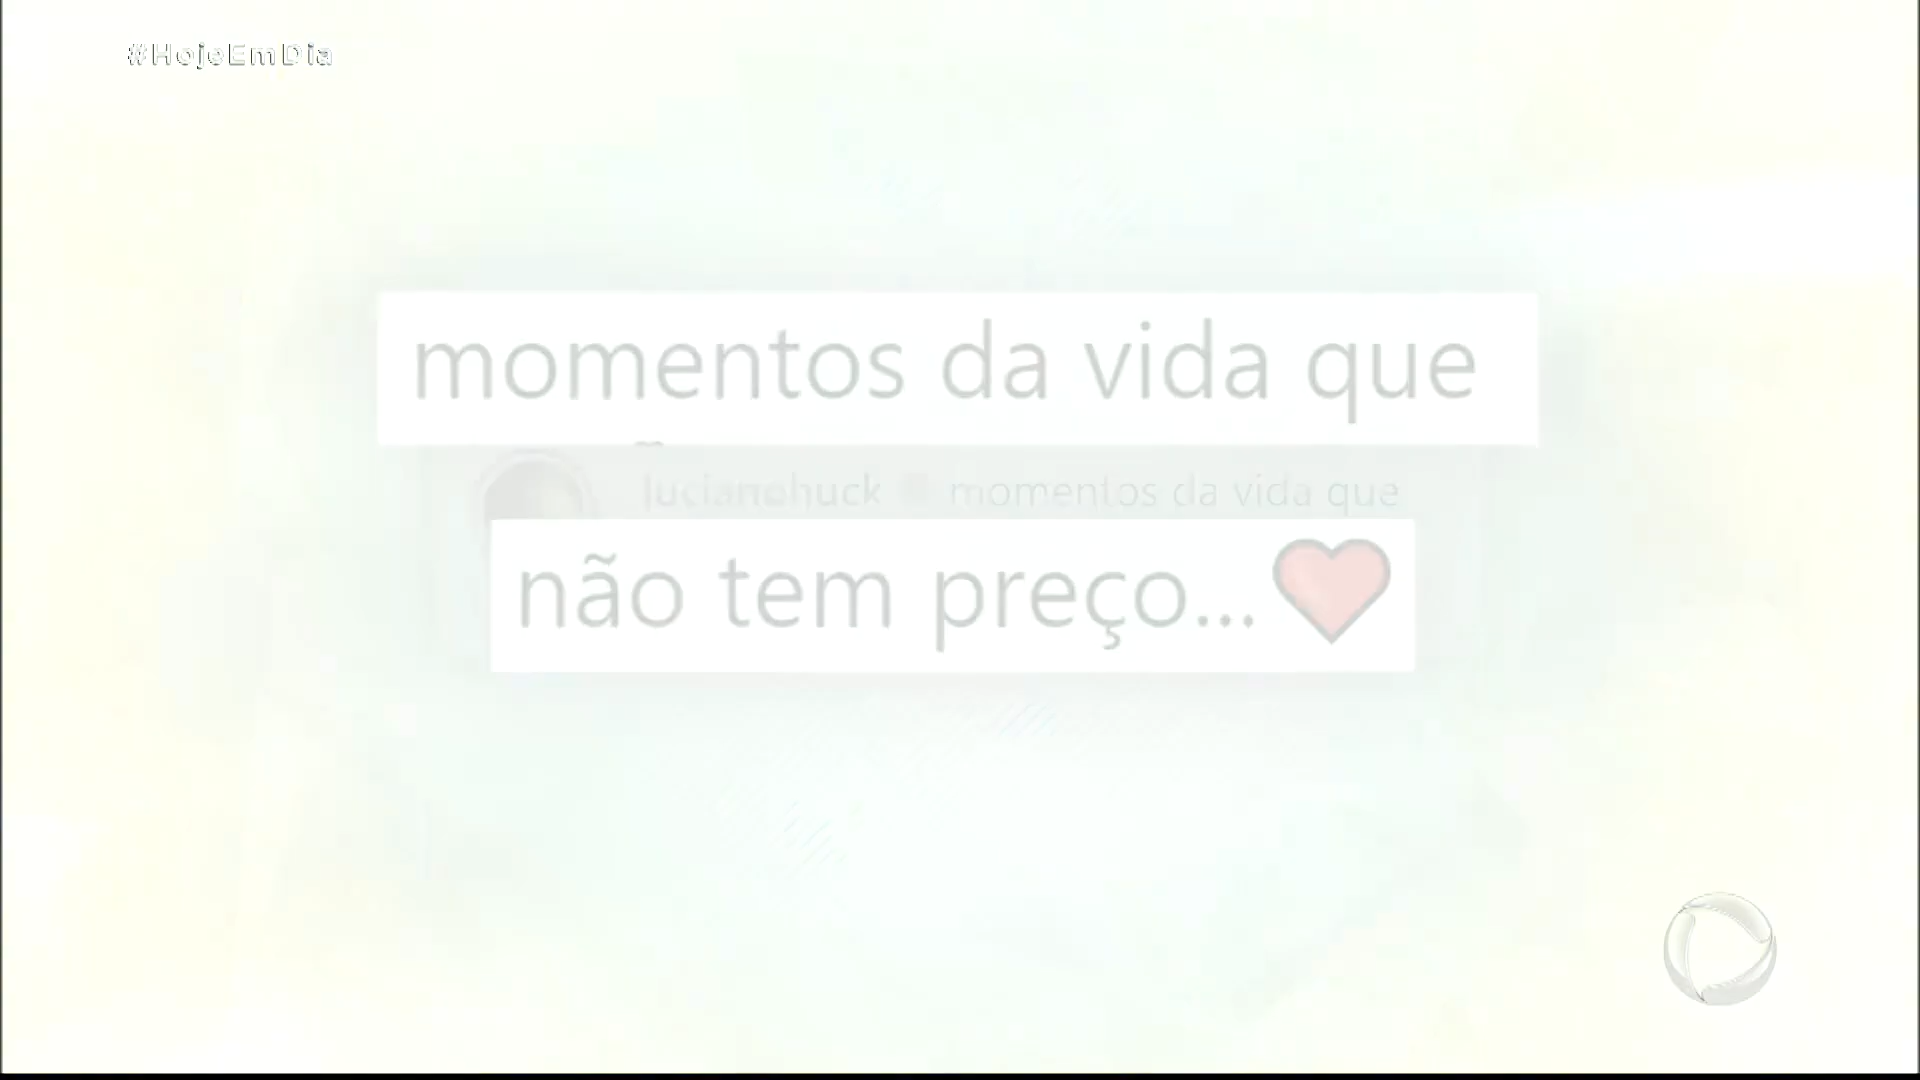 #HojeEmDia
momentos da vida que
lucianohuck momentos da vida que
não tem preço...